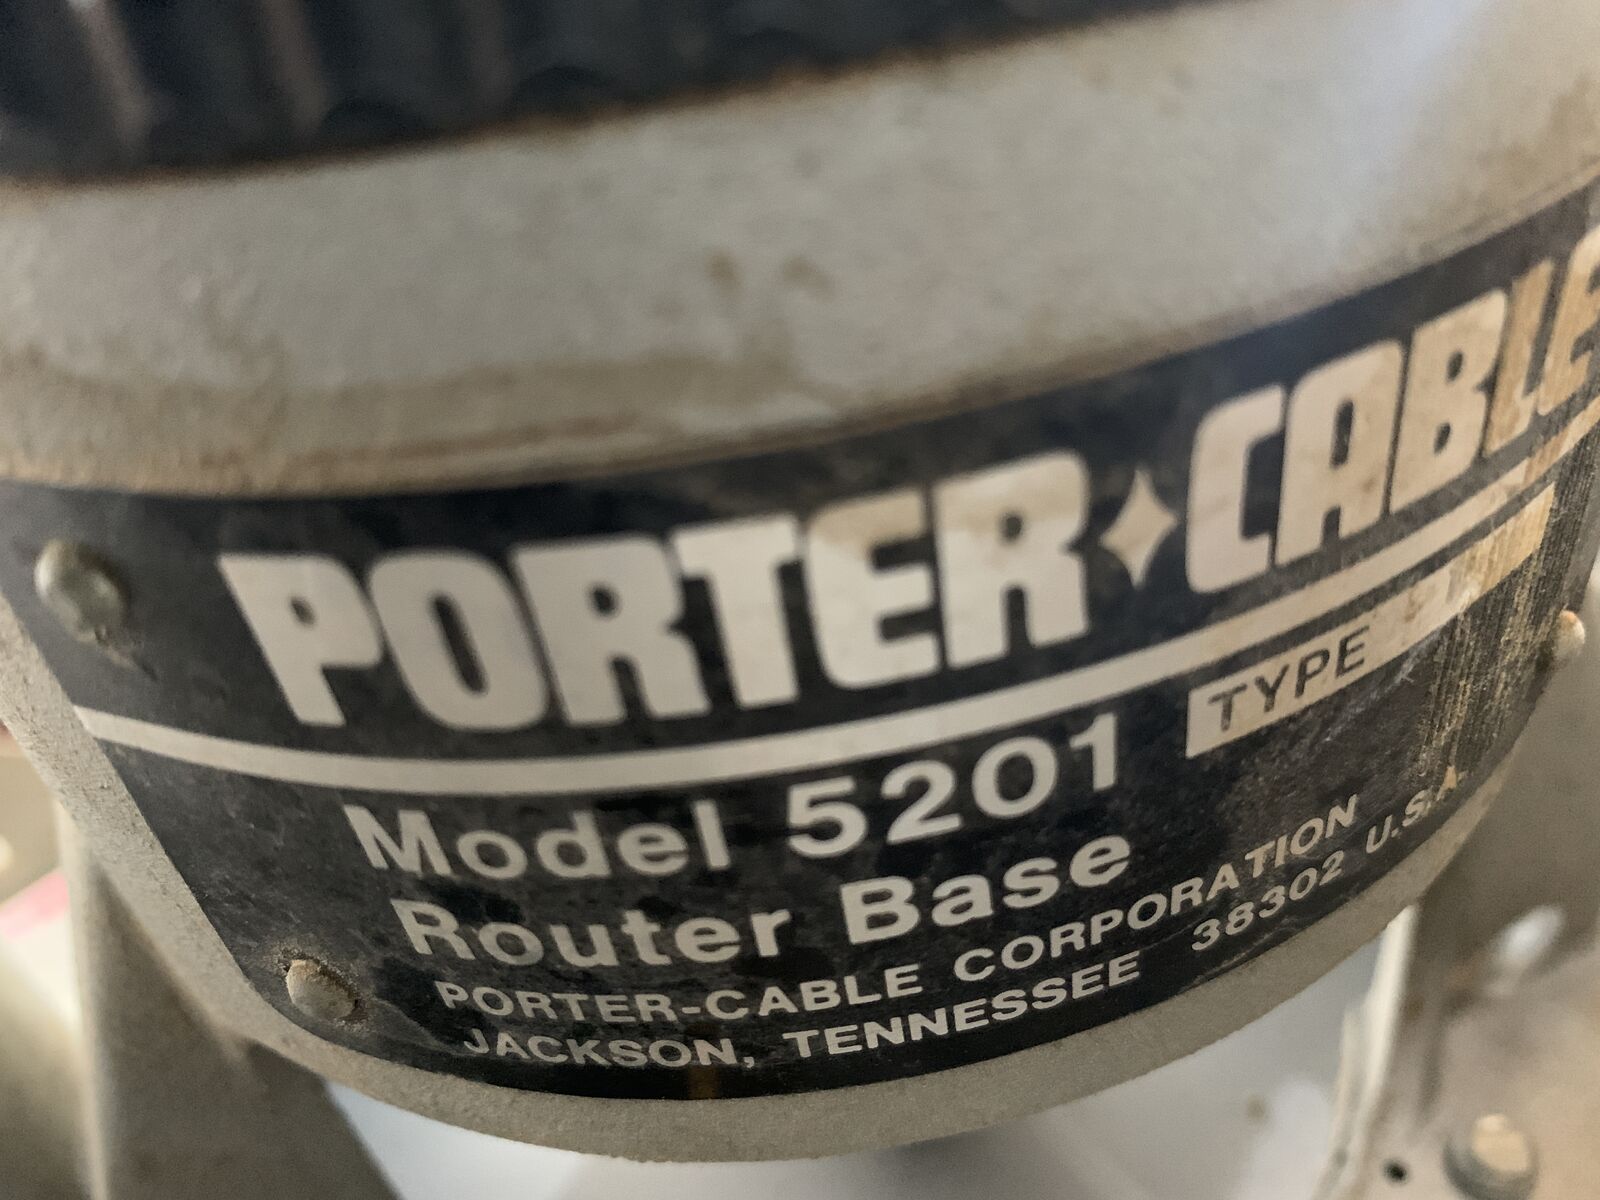 PORTER✦CABLE
Model 5201 TYPE
Router Base
PORTER-CABLE CORPORATION
JACKSON, TENNESSEE 38302 U.S.A.